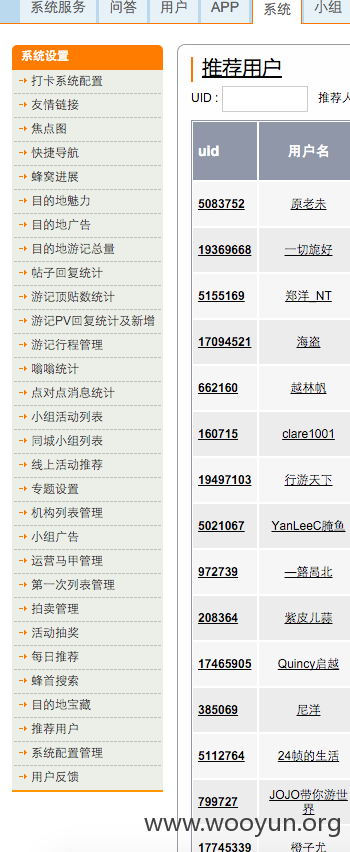 系统服务 问答 用户 APP 系统 小组
系统设置
打卡系统配置
友情链接
焦点图
快捷导航
蜂窝进展
目的地魅力
目的地广告
目的地游记总量
帖子回复统计
游记顶贴数统计
游记PV回复统计及新增
游记行程管理
嗡嗡统计
点对点消息统计
小组活动列表
同城小组列表
线上活动推荐
专题设置
机构列表管理
小组广告
运营马甲管理
第一次列表管理
拍卖管理
活动抽奖
每日推荐
蜂首搜索
目的地宝藏
推荐用户
系统配置管理
用户反馈
推荐用户
UID : 推荐人
uid 用户名
5083752 原老未
19369668 一切旎好
5155169 郑洋_NT
17094521 海盗
662160 越林帆
160715 clare1001
19497103 行游天下
5021067 YanLeeC腌鱼
972739 一路咼北
208364 紫皮儿蒜
17465905 Quincy启越
385069 尼洋
5112764 24帧的生活
799727 JOJO带你游世
界
17745339 橙子尤
www.wooyun.org